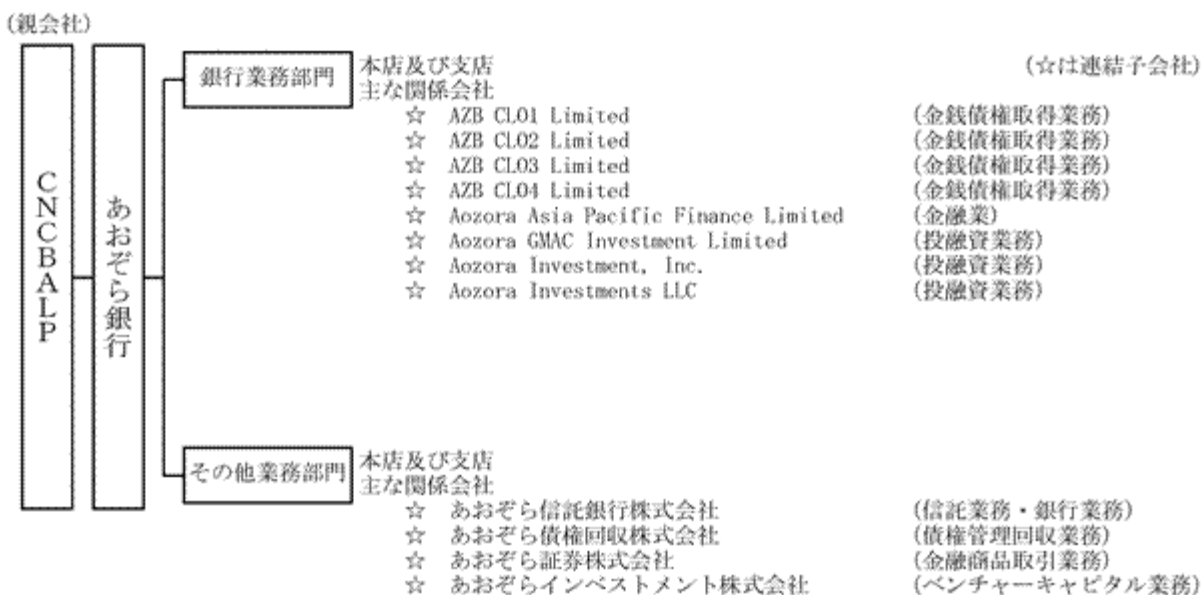 (親会社)
CNCBALP
あおぞら銀行
銀行業務部門
本店及び支店
(☆は連結子会社)
主な関係会社
☆ AZB CLO1 Limited (金銭債権取得業務)
☆ AZB CLO2 Limited (金銭債権取得業務)
☆ AZB CLO3 Limited (金銭債権取得業務)
☆ AZB CLO4 Limited (金銭債権取得業務)
☆ Aozora Asia Pacific Finance Limited (金融業)
☆ Aozora GMAC Investment Limited (投融資業務)
☆ Aozora Investment, Inc. (投融資業務)
☆ Aozora Investments LLC (投融資業務)
その他業務部門
本店及び支店
主な関係会社
☆ あおぞら信託銀行株式会社 (信託業務・銀行業務)
☆ あおぞら債権回収株式会社 (債権管理回収業務)
☆ あおぞら証券株式会社 (金融商品取引業務)
☆ あおぞらインベストメント株式会社 (ベンチャーキャピタル業務)